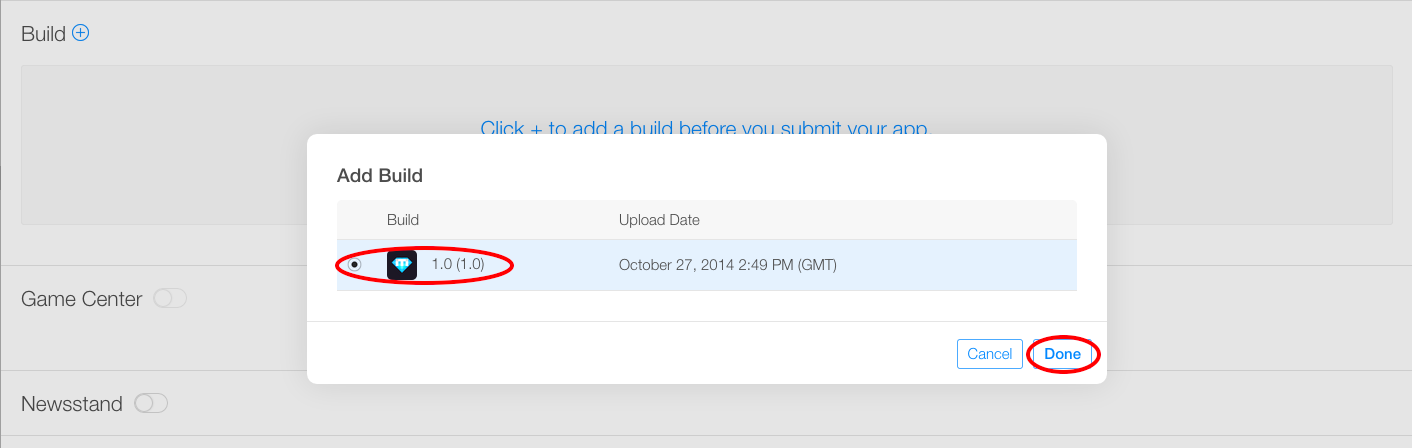 Build
Click + to add a build before you submit your app.
Add Build
Build Upload Date
1.0 (1.0) October 27, 2014 2:49 PM (GMT)
Game Center
Cancel Done
Newsstand